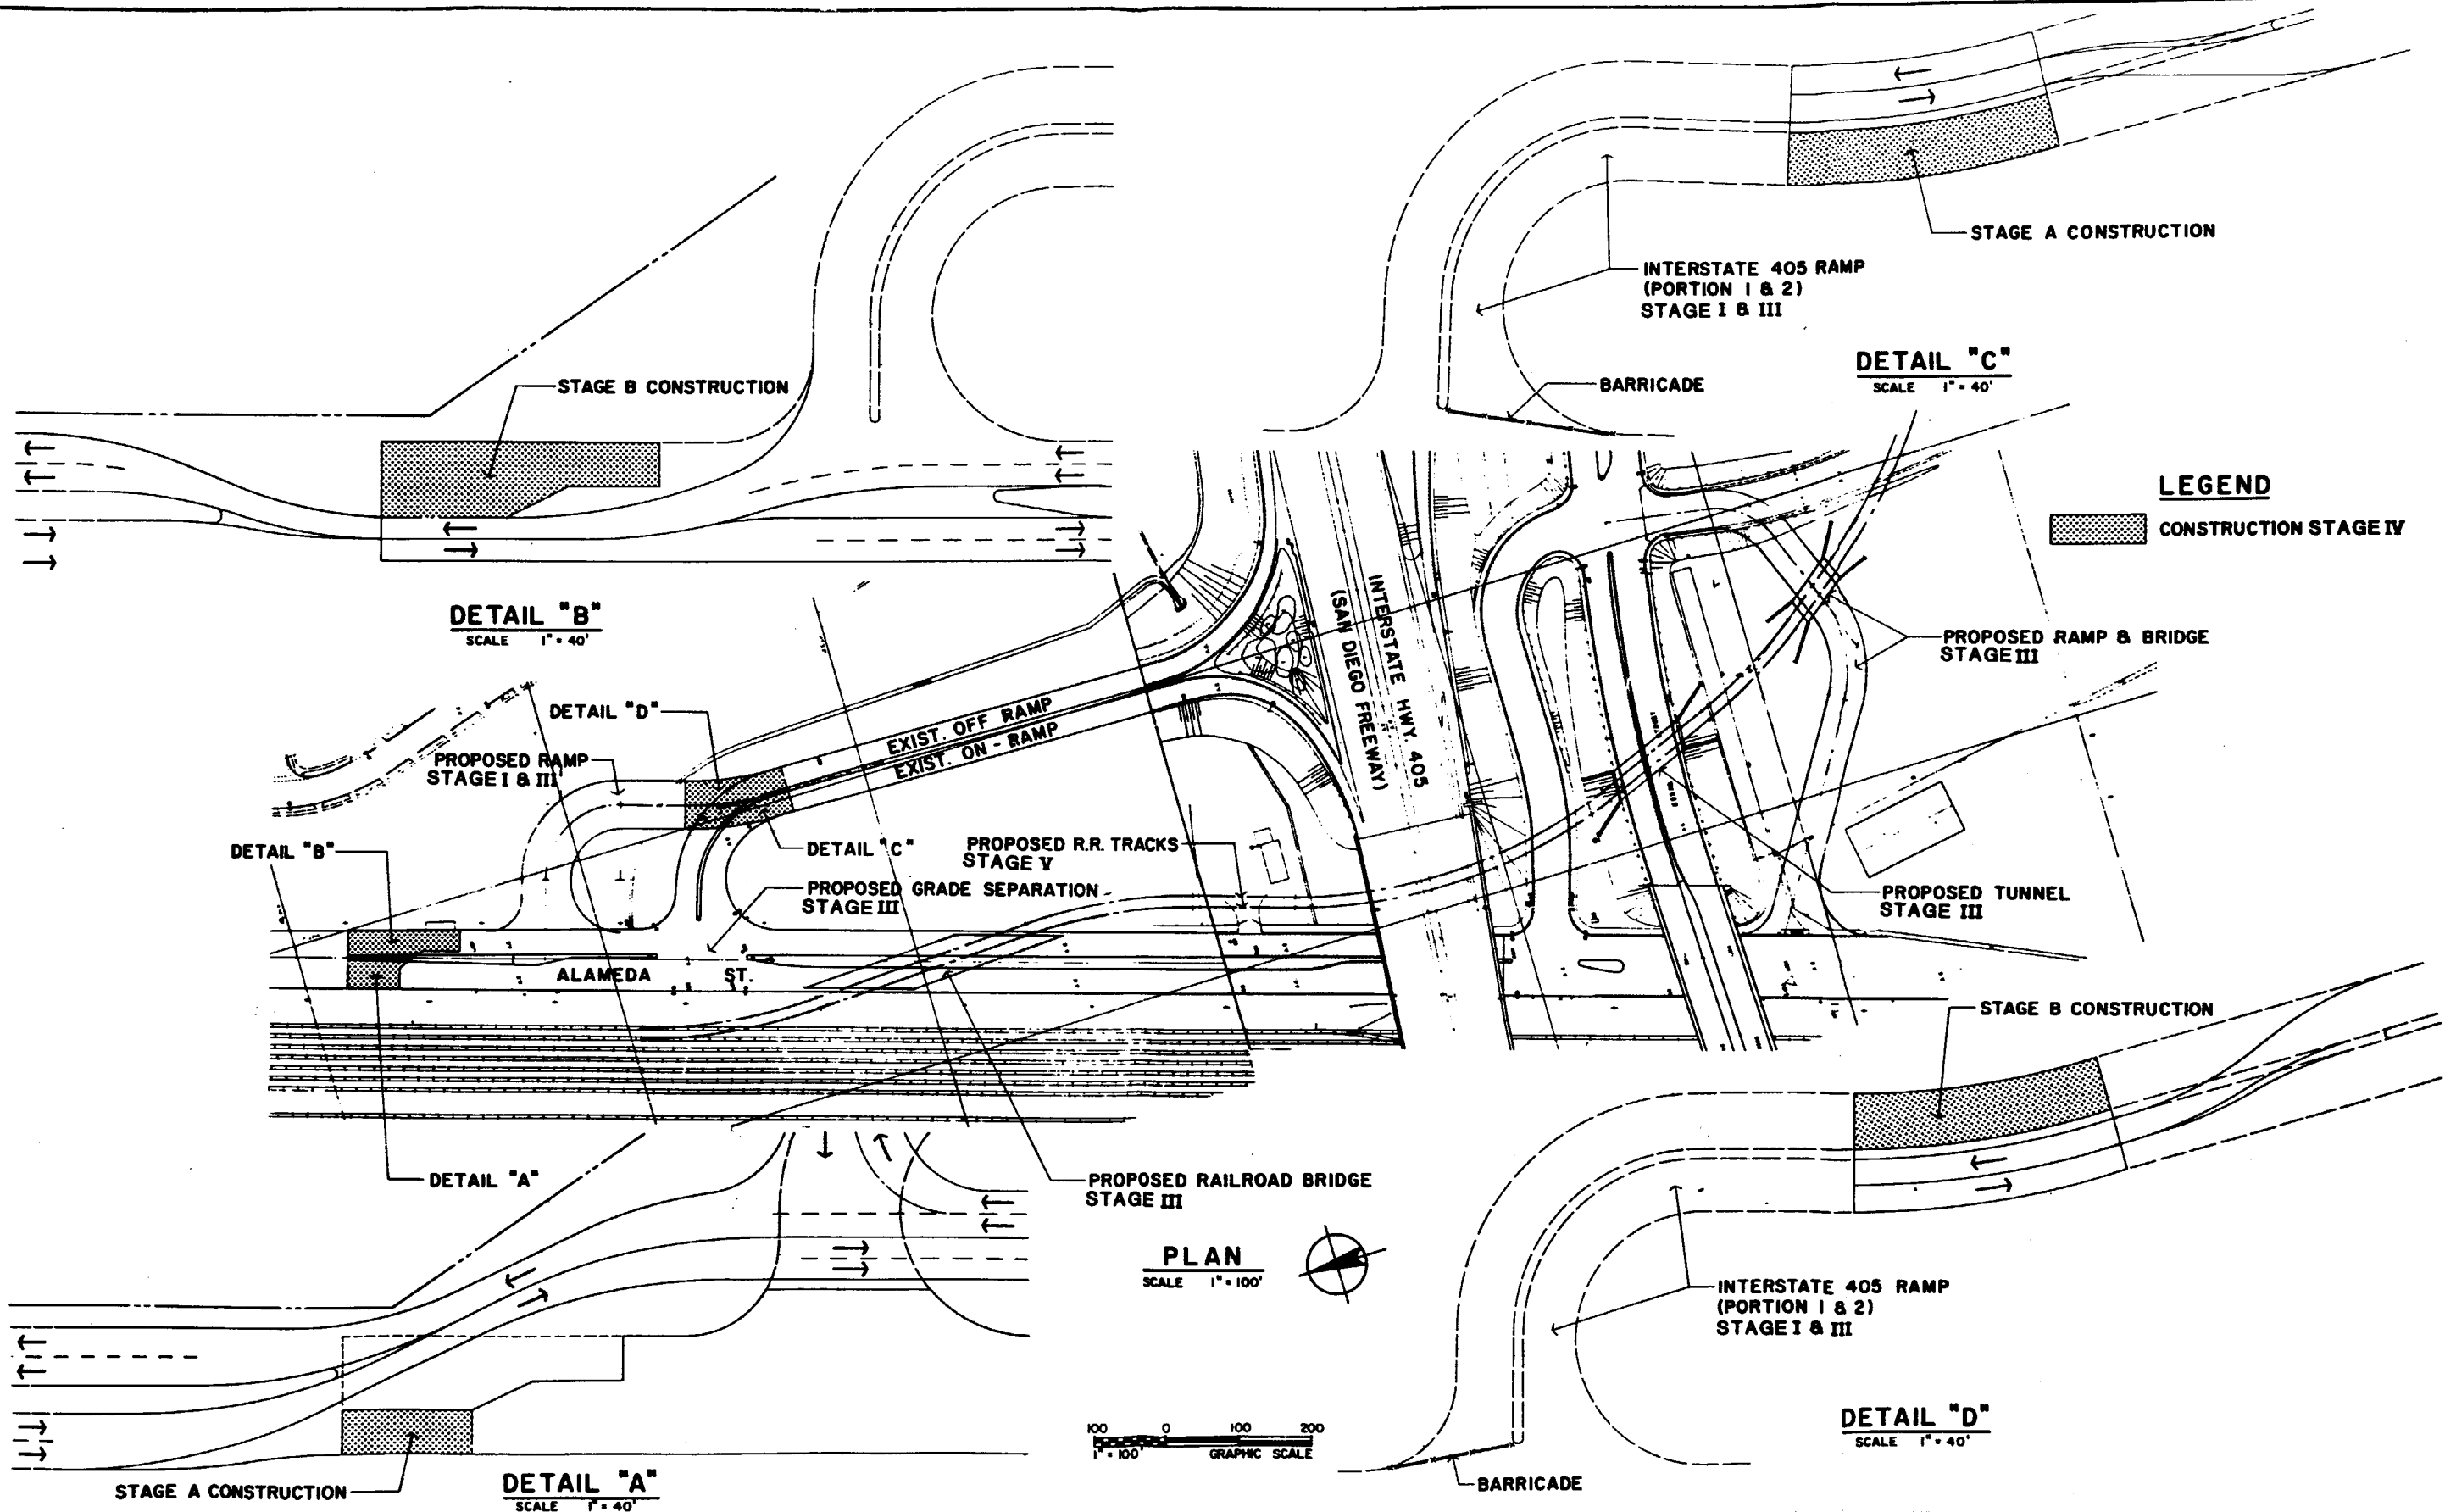 STAGE A CONSTRUCTION
INTERSTATE 405 RAMP
(PORTION 1 & 2)
STAGE I & III
BARRICADE
DETAIL "C"
SCALE 1" = 40'
STAGE B CONSTRUCTION
DETAIL "B"
SCALE 1" = 40'
LEGEND
CONSTRUCTION STAGE IV
INTERSTATE HWY. 405
(SAN DIEGO FREEWAY)
PROPOSED RAMP & BRIDGE
STAGE III
DETAIL "D"
EXIST. OFF RAMP
EXIST. ON - RAMP
PROPOSED RAMP
STAGE I & III
DETAIL "B"
DETAIL "C"
PROPOSED R.R. TRACKS
STAGE V
PROPOSED GRADE SEPARATION
STAGE III
PROPOSED TUNNEL
STAGE III
ALAMEDA ST.
DETAIL "A"
PROPOSED RAILROAD BRIDGE
STAGE III
STAGE B CONSTRUCTION
PLAN
SCALE 1" = 100'
INTERSTATE 405 RAMP
(PORTION 1 & 2)
STAGE I & III
DETAIL "D"
SCALE 1" = 40'
100 0 100 200
1" = 100' GRAPHIC SCALE
BARRICADE
STAGE A CONSTRUCTION
DETAIL "A"
SCALE 1" = 40'